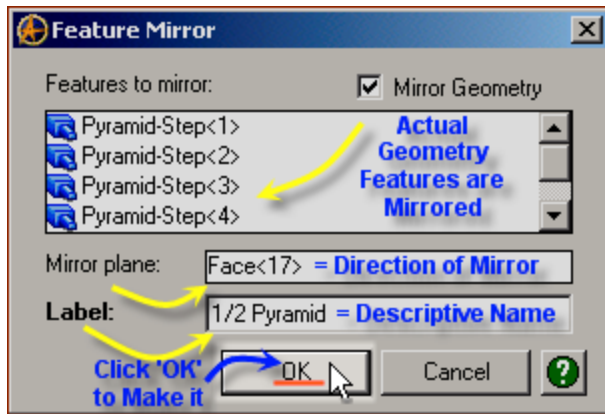 Feature Mirror
Features to mirror:
Mirror Geometry
Pyramid-Step<1>
Pyramid-Step<2>
Pyramid-Step<3>
Pyramid-Step<4>
Actual
Geometry
Features are
Mirrored
Mirror plane:
Face<17> = Direction of Mirror
Label:
1/2 Pyramid = Descriptive Name
Click 'OK'
to Make it
OK
Cancel
?